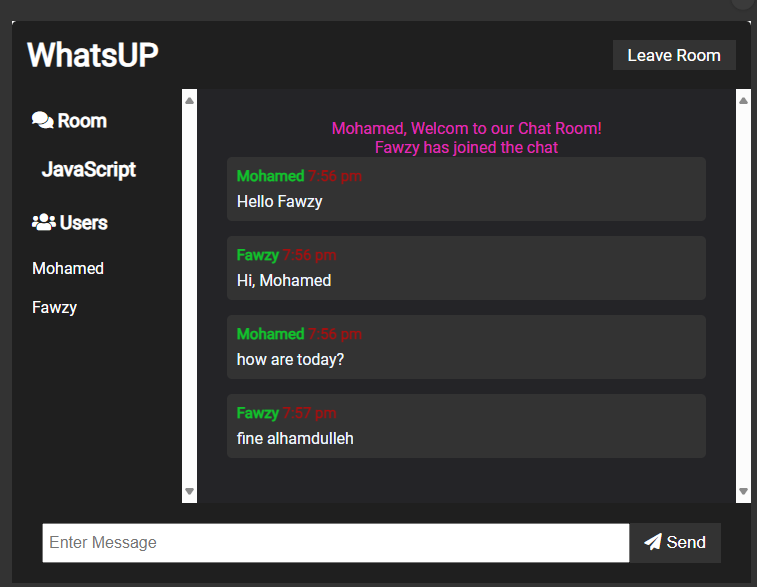 WhatsUP
Leave Room
Room
JavaScript
Users
Mohamed
Fawzy
Mohamed, Welcom to our Chat Room!
Fawzy has joined the chat
Mohamed 7:56 pm
Hello Fawzy
Fawzy 7:56 pm
Hi, Mohamed
Mohamed 7:56 pm
how are today?
Fawzy 7:57 pm
fine alhamdulleh
Enter Message
Send